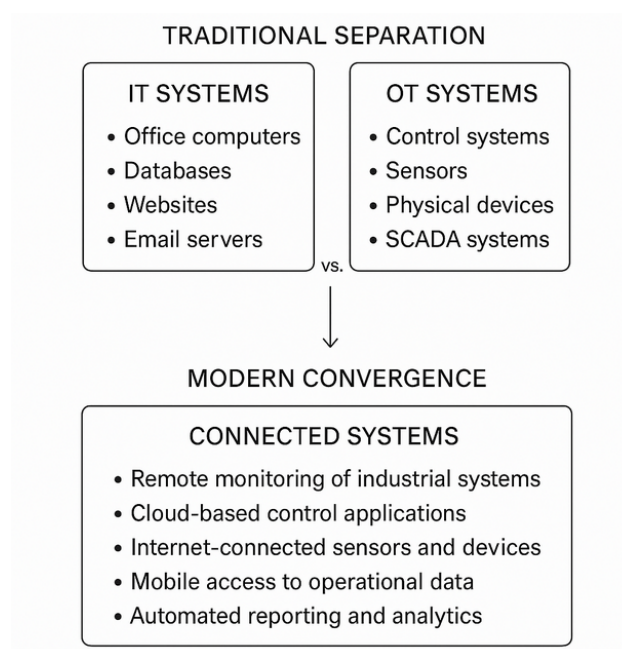 TRADITIONAL SEPARATION
IT SYSTEMS
• Office computers
• Databases
• Websites
• Email servers
vs.
OT SYSTEMS
• Control systems
• Sensors
• Physical devices
• SCADA systems
MODERN CONVERGENCE
CONNECTED SYSTEMS
• Remote monitoring of industrial systems
• Cloud-based control applications
• Internet-connected sensors and devices
• Mobile access to operational data
• Automated reporting and analytics